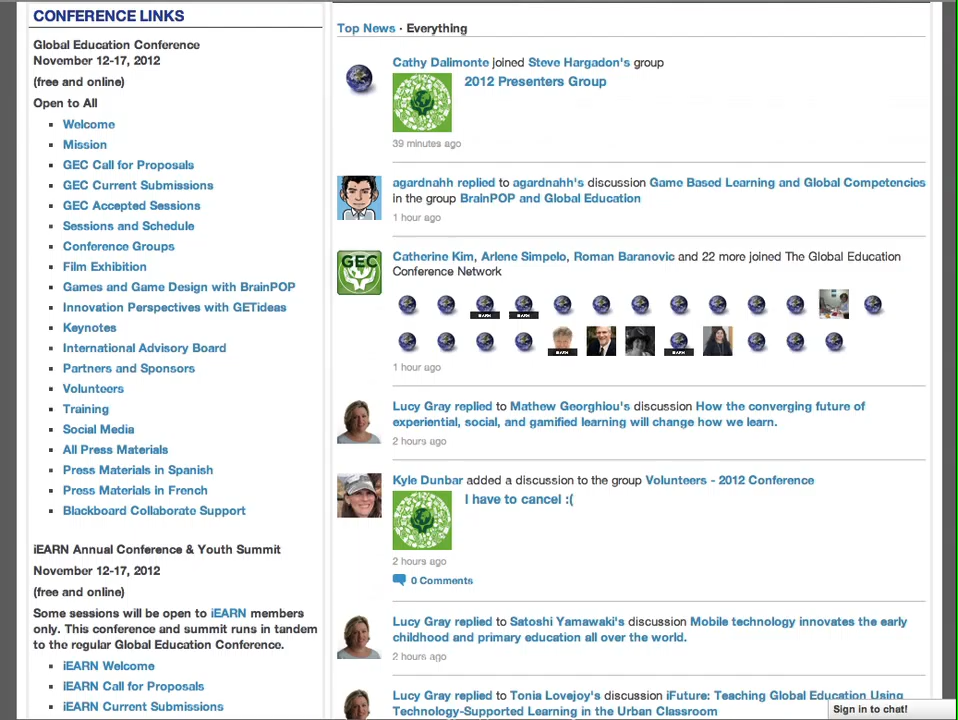 CONFERENCE LINKS
Global Education Conference
November 12-17, 2012
(free and online)
Open to All
Welcome
Mission
GEC Call for Proposals
GEC Current Submissions
GEC Accepted Sessions
Sessions and Schedule
Conference Groups
Film Exhibition
Games and Game Design with BrainPOP
Innovation Perspectives with GETideas
Keynotes
International Advisory Board
Partners and Sponsors
Volunteers
Training
Social Media
All Press Materials
Press Materials in Spanish
Press Materials in French
Blackboard Collaborate Support
iEARN Annual Conference & Youth Summit
November 12-17, 2012
(free and online)
Some sessions will be open to iEARN members
only. This conference and summit runs in tandem
to the regular Global Education Conference.
iEARN Welcome
iEARN Call for Proposals
iEARN Current Submissions
Top News · Everything
Cathy Dalimonte joined Steve Hargadon's group
2012 Presenters Group
39 minutes ago
agardnahh replied to agardnahh's discussion Game Based Learning and Global Competencies
in the group BrainPOP and Global Education
1 hour ago
GEC
Catherine Kim, Arlene Simpelo, Roman Baranovic and 22 more joined The Global Education
Conference Network
1 hour ago
Lucy Gray replied to Mathew Georghiou's discussion How the converging future of
experiential, social, and gamified learning will change how we learn.
2 hours ago
Kyle Dunbar added a discussion to the group Volunteers - 2012 Conference
I have to cancel :(
2 hours ago
0 Comments
Lucy Gray replied to Satoshi Yamawaki's discussion Mobile technology innovates the early
childhood and primary education all over the world.
2 hours ago
Lucy Gray replied to Tonia Lovejoy's discussion iFuture: Teaching Global Education Using
Technology-Supported Learning in the Urban Classroom
Sign in to chat!